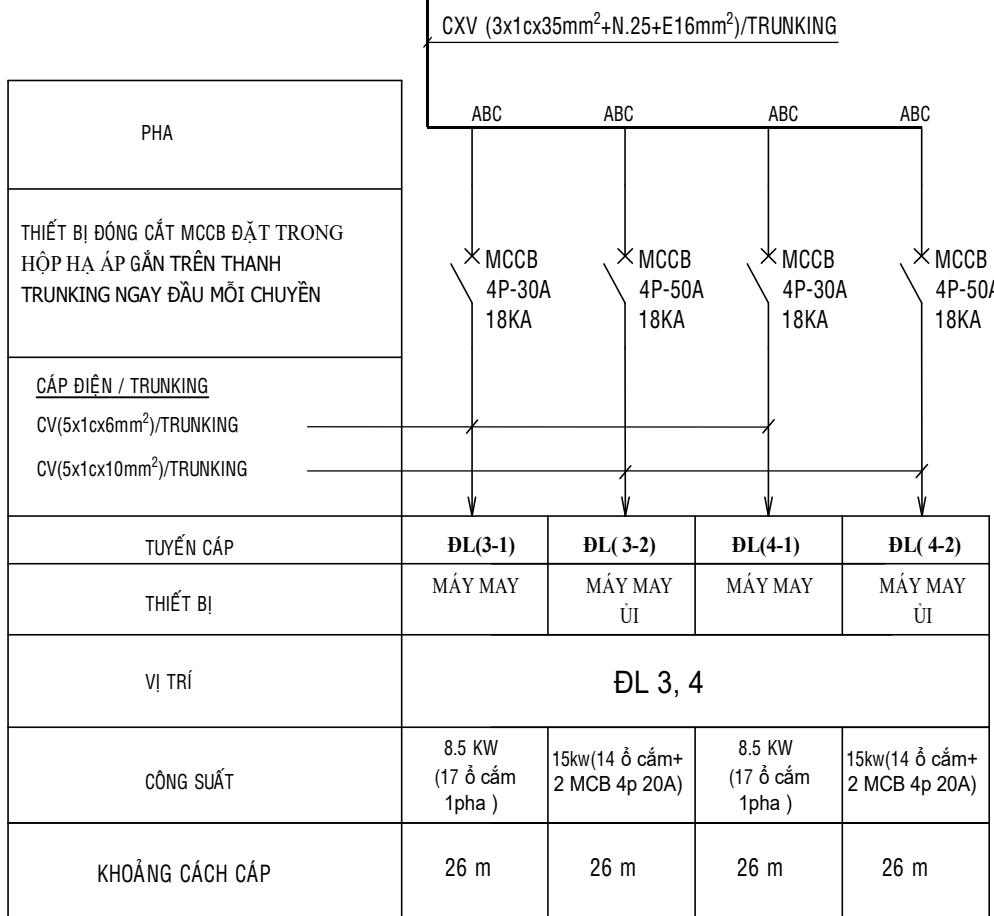 CXV (3x1cx35mm²+N.25+E16mm²)/TRUNKING
PHA
ABC ABC ABC ABC
THIẾT BỊ ĐÓNG CẮT MCCB ĐẶT TRONG
HỘP HẠ ÁP GẮN TRÊN THANH
TRUNKING NGAY ĐẦU MỖI CHUYỀN
MCCB
4P-30A
18KA
MCCB
4P-50A
18KA
MCCB
4P-30A
18KA
MCCB
4P-50A
18KA
CÁP ĐIỆN / TRUNKING
CV(5x1cx6mm²)/TRUNKING
CV(5x1cx10mm²)/TRUNKING
TUYẾN CÁP
ĐL(3-1)
ĐL( 3-2)
ĐL(4-1)
ĐL( 4-2)
THIẾT BỊ
MÁY MAY
MÁY MAY
ỦI
MÁY MAY
MÁY MAY
ỦI
VỊ TRÍ
ĐL 3, 4
CÔNG SUẤT
8.5 KW
(17 ổ cắm
1pha )
15kw(14 ổ cắm+
2 MCB 4p 20A)
8.5 KW
(17 ổ cắm
1pha )
15kw(14 ổ cắm+
2 MCB 4p 20A)
KHOẢNG CÁCH CÁP
26 m
26 m
26 m
26 m